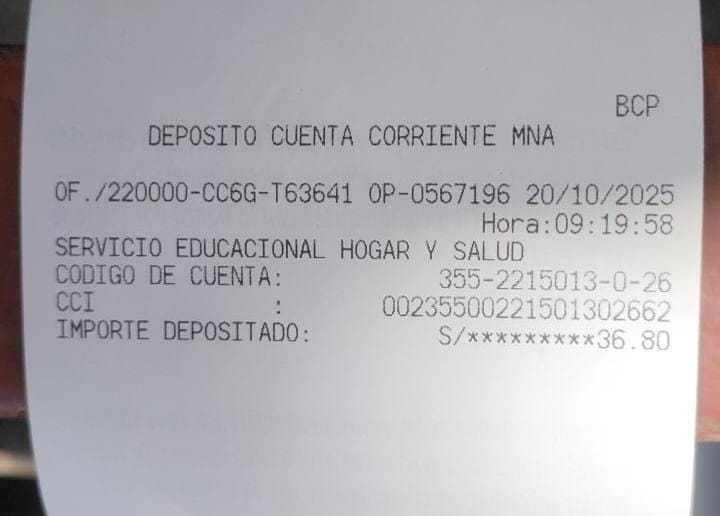 BCP
DEPOSITO CUENTA CORRIENTE MNA
OF./220000-CC6G-T63641 OP-0567196 20/10/2025
Hora:09:19:58
SERVICIO EDUCACIONAL HOGAR Y SALUD
CODIGO DE CUENTA: 355-2215013-0-26
CCI : 00235500221501302662
IMPORTE DEPOSITADO: S/*********36.80